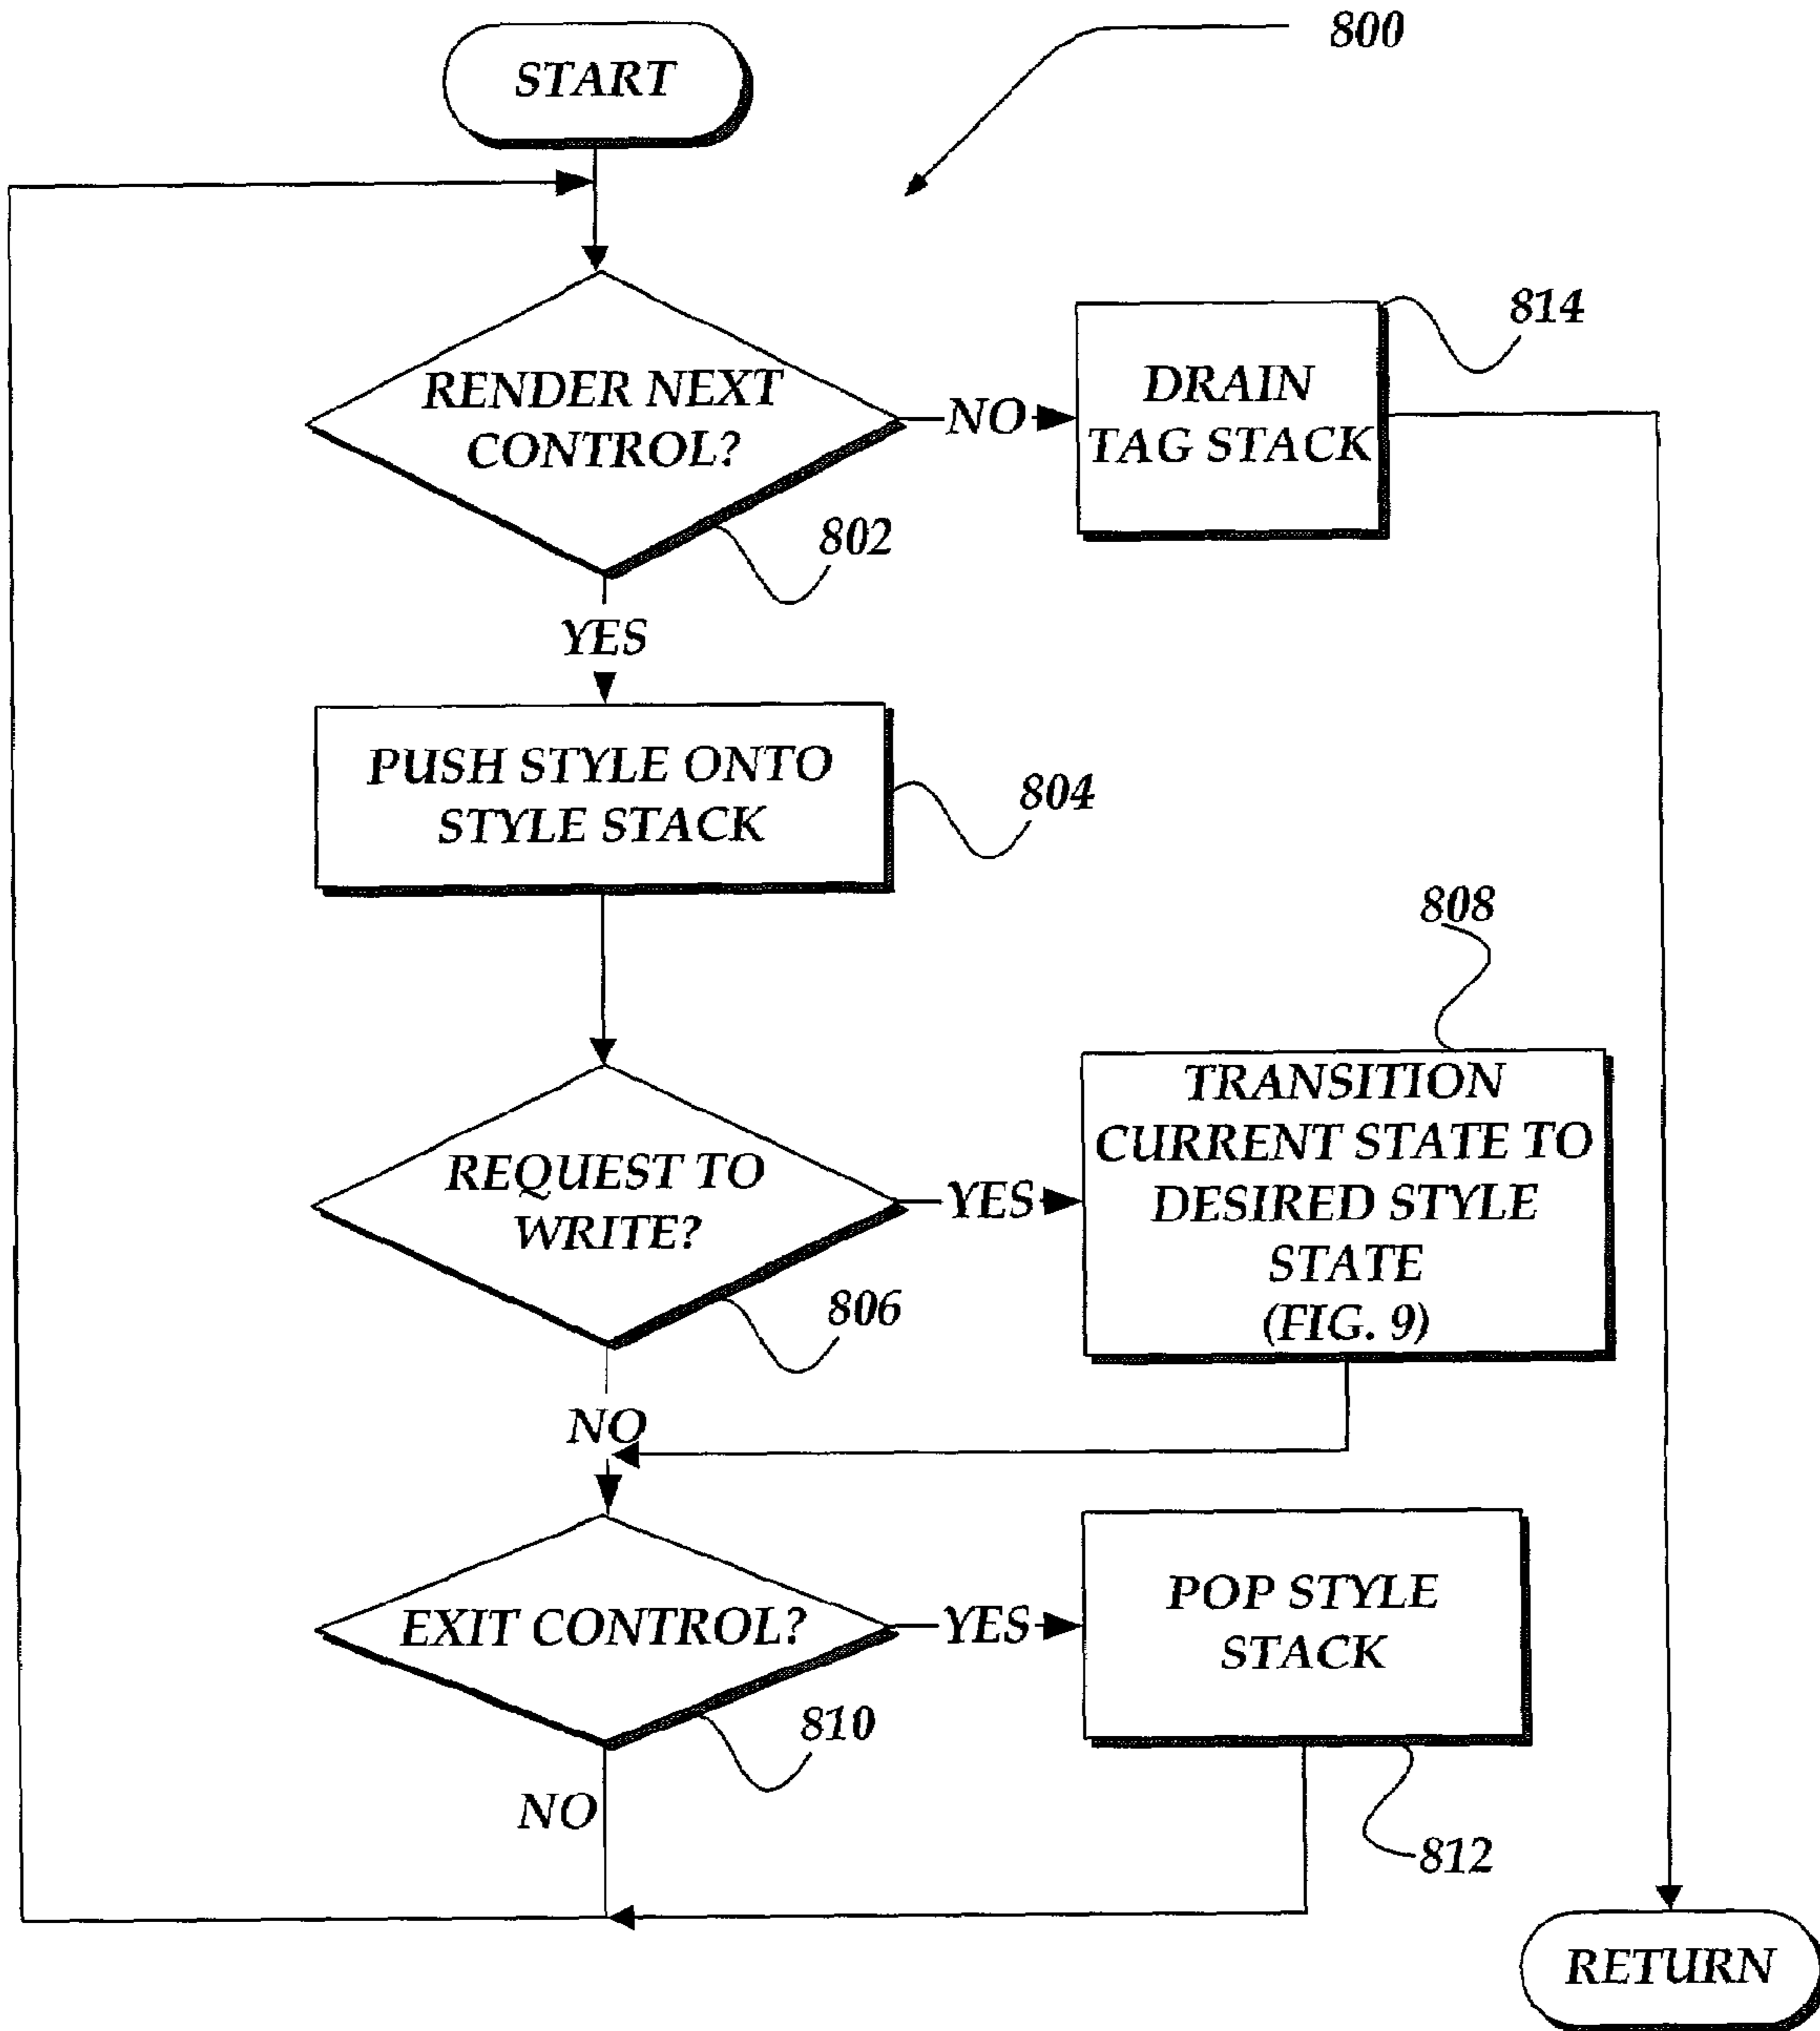 800
START
RENDER NEXT
CONTROL?
802
NO
DRAIN
TAG STACK
814
YES
PUSH STYLE ONTO
STYLE STACK
804
REQUEST TO
WRITE?
806
YES
808
TRANSITION
CURRENT STATE TO
DESIRED STYLE
STATE
(FIG. 9)
NO
EXIT CONTROL?
810
YES
POP STYLE
STACK
812
NO
RETURN